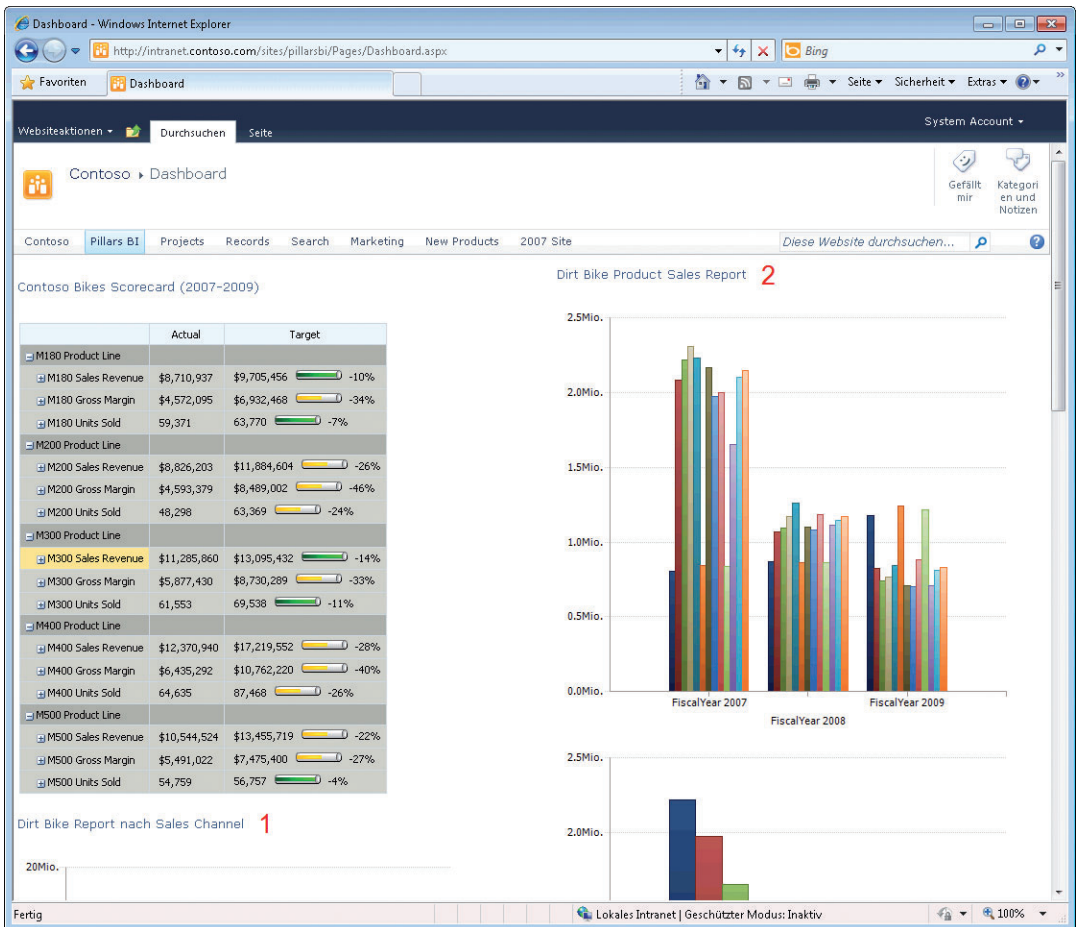 Dashboard - Windows Internet Explorer
http://intranet.contoso.com/sites/pillarsbi/Pages/Dashboard.aspx
Bing
Favoriten
Dashboard
Seite
Sicherheit
Extras
Websiteaktionen
Durchsuchen
Seite
System Account
Contoso Dashboard
Gefällt mir
Kategori
en und
Notizen
Contoso Pillars BI Projects Records Search Marketing New Products 2007 Site
Diese Website durchsuchen...
Contoso Bikes Scorecard (2007-2009)
Actual Target
M180 Product Line
M180 Sales Revenue $8,710,937 $9,705,456 -10%
M180 Gross Margin $4,572,095 $6,932,468 -34%
M180 Units Sold 59,371 63,770 -7%
M200 Product Line
M200 Sales Revenue $8,826,203 $11,884,604 -26%
M200 Gross Margin $4,593,379 $8,489,002 -46%
M200 Units Sold 48,298 63,369 -24%
M300 Product Line
M300 Sales Revenue $11,285,860 $13,095,432 -14%
M300 Gross Margin $5,877,430 $8,730,289 -33%
M300 Units Sold 61,553 69,538 -11%
M400 Product Line
M400 Sales Revenue $12,370,940 $17,219,552 -28%
M400 Gross Margin $6,435,292 $10,762,220 -40%
M400 Units Sold 64,635 87,468 -26%
M500 Product Line
M500 Sales Revenue $10,544,524 $13,455,719 -22%
M500 Gross Margin $5,491,022 $7,475,400 -27%
M500 Units Sold 54,759 56,757 -4%
Dirt Bike Report nach Sales Channel 1
20Mio.
Dirt Bike Product Sales Report 2
2.5Mio.
2.0Mio.
1.5Mio.
1.0Mio.
0.5Mio.
0.0Mio.
FiscalYear 2007
FiscalYear 2008
FiscalYear 2009
2.5Mio.
2.0Mio.
Fertig
Lokales Intranet | Geschützter Modus: Inaktiv
100%